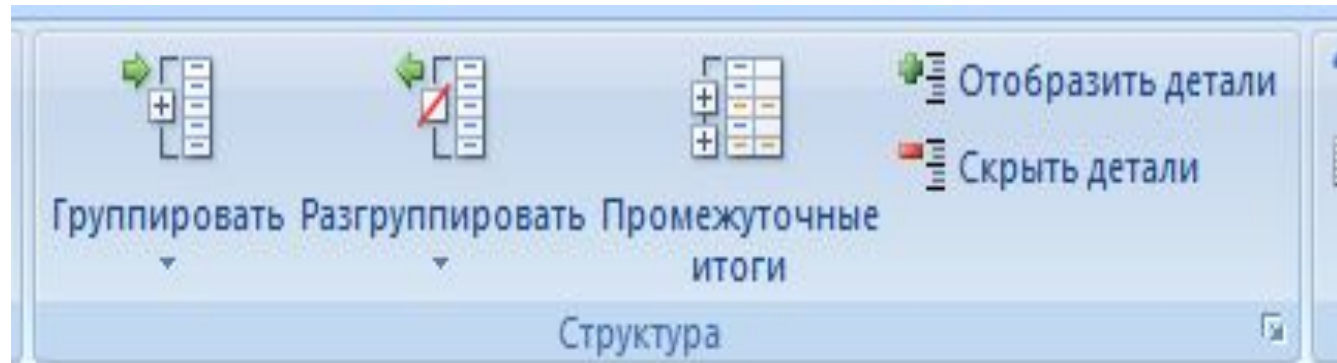 Группировать
Разгруппировать
Промежуточные
итоги
Отобразить детали
Скрыть детали
Структура